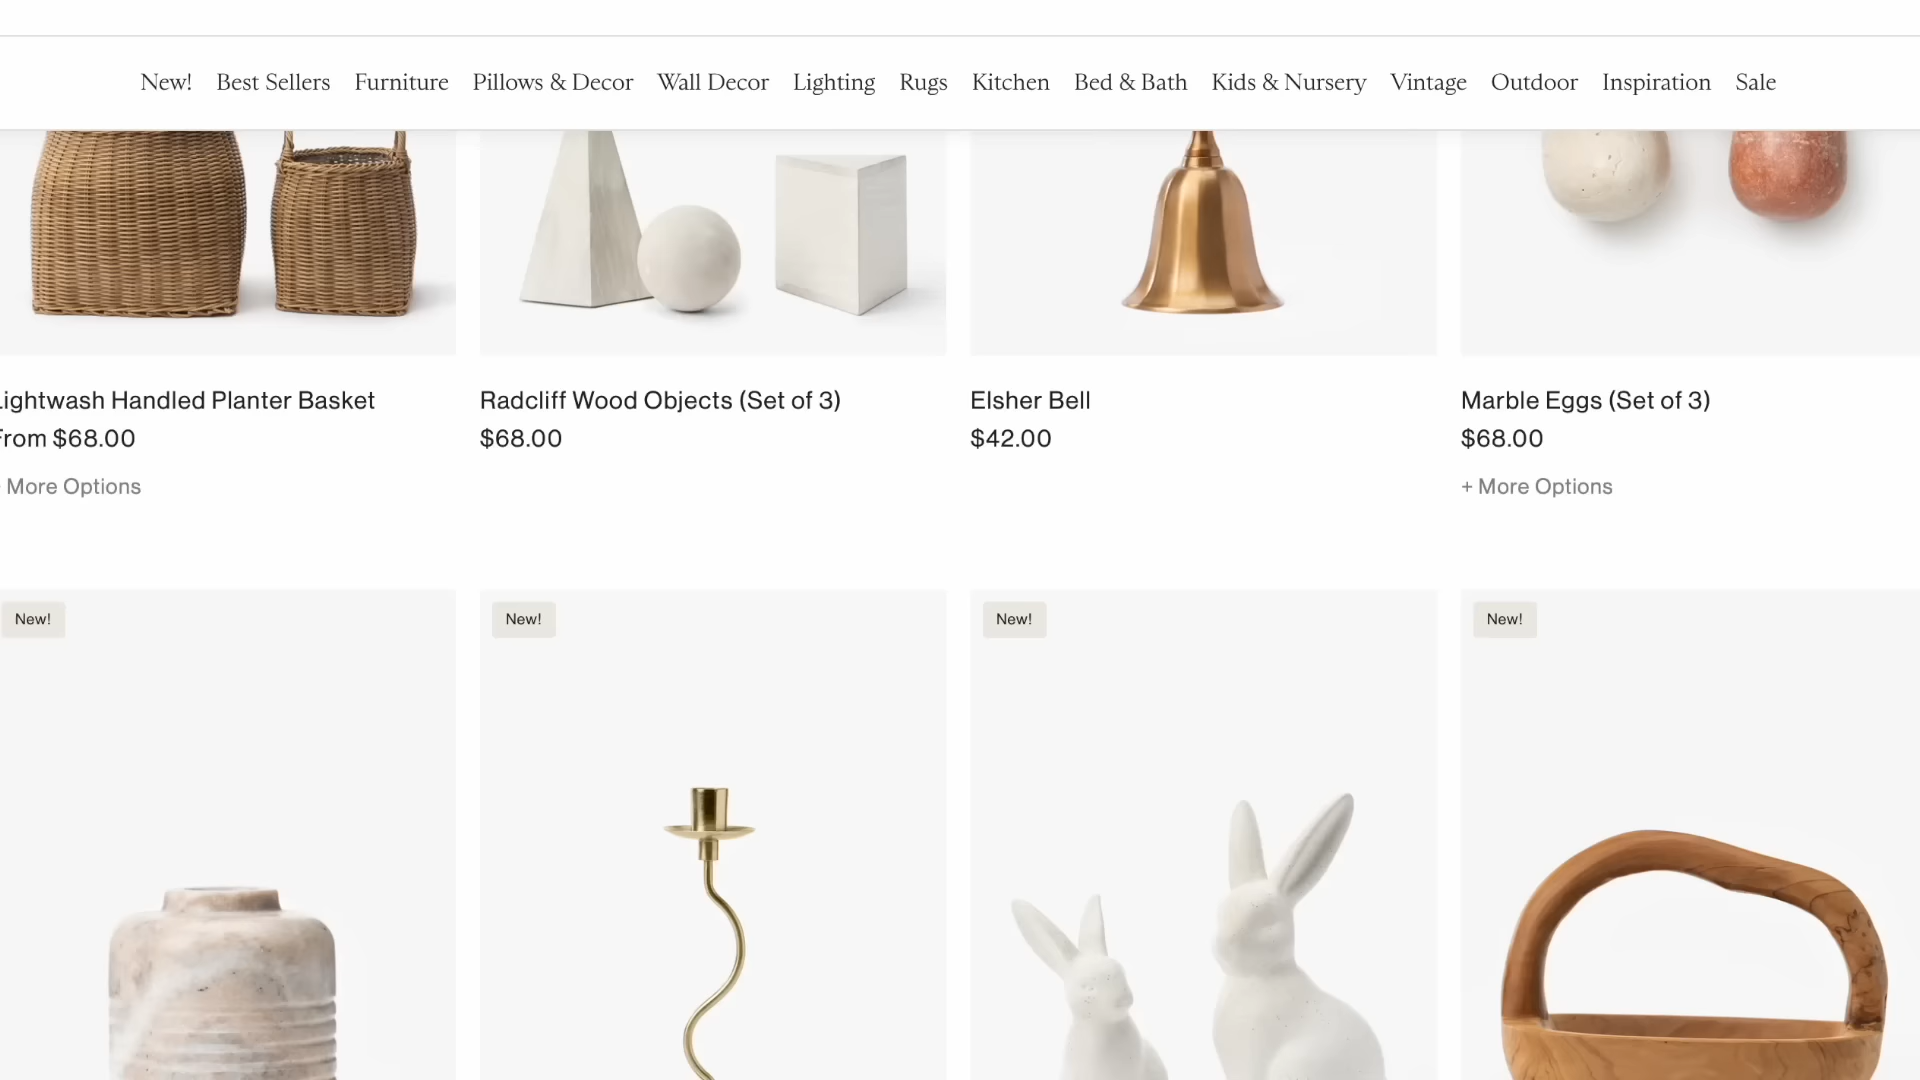 New! Best Sellers Furniture Pillows & Decor Wall Decor Lighting Rugs Kitchen Bed & Bath Kids & Nursery Vintage Outdoor Inspiration Sale
Lightwash Handled Planter Basket
From $68.00
More Options
Radcliff Wood Objects (Set of 3)
$68.00
Elsher Bell
$42.00
Marble Eggs (Set of 3)
$68.00
+ More Options
New!
New!
New!
New!